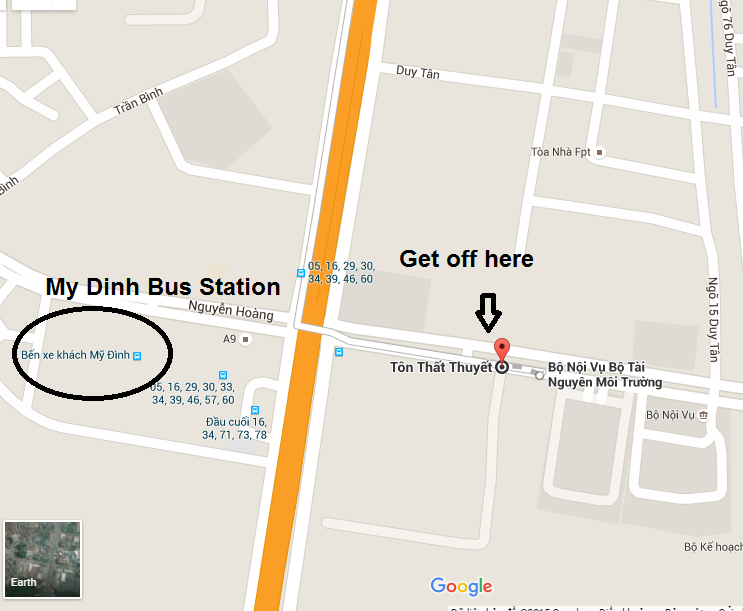 Ngõ 76 Duy Tân
Duy Tân
Trần Bình
Tòa Nhà Fpt
Bình
05, 16, 29, 30,
34, 39, 46, 60
Get off here
My Dinh Bus Station
Nguyễn Hoàng
Ngõ 15 Duy Tân
A9
Bến xe khách Mỹ Đình
Tôn Thất Thuyết
Bộ Nội Vụ Bộ Tài
Nguyên Môi Trường
05, 16, 29, 30, 33,
34, 39, 46, 57, 60
Đầu cuối 16,
34, 71, 73, 78
Bộ Nội Vụ
Bộ Kế hoạch
Earth
Google